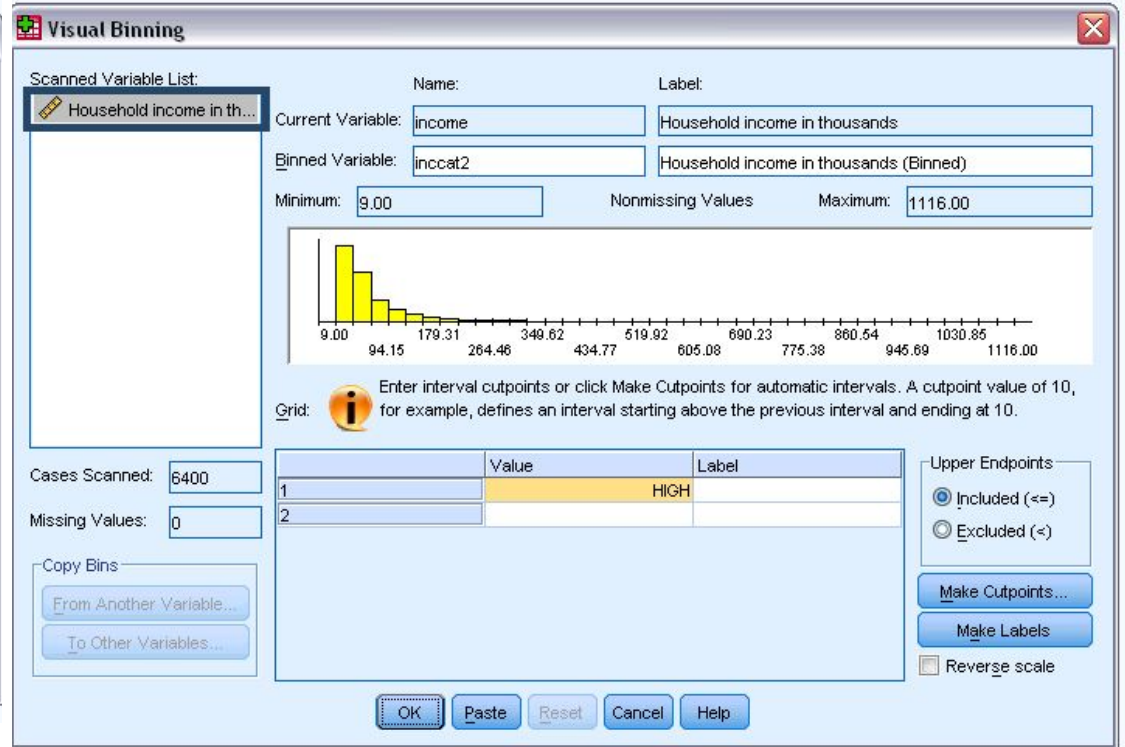 Visual Binning
Scanned Variable List:
Household income in th...
Name:
Label:
Current Variable:
income
Household income in thousands
Binned Variable:
inccat2
Household income in thousands (Binned)
Minimum:
9.00
Nonmissing Values
Maximum:
1116.00
9.00 179.31 349.62 519.92 690.23 860.54 1030.85
94.15 264.46 434.77 605.08 775.38 945.69 1116.00
Grid:
i
Enter interval cutpoints or click Make Cutpoints for automatic intervals. A cutpoint value of 10,
for example, defines an interval starting above the previous interval and ending at 10.
Cases Scanned:
6400
Missing Values:
0
Copy Bins
From Another Variable...
To Other Variables...
Value
Label
1
HIGH
2
Upper Endpoints
Included (<=)
Excluded (<)
Make Cutpoints...
Make Labels
Reverse scale
OK
Paste
Reset
Cancel
Help